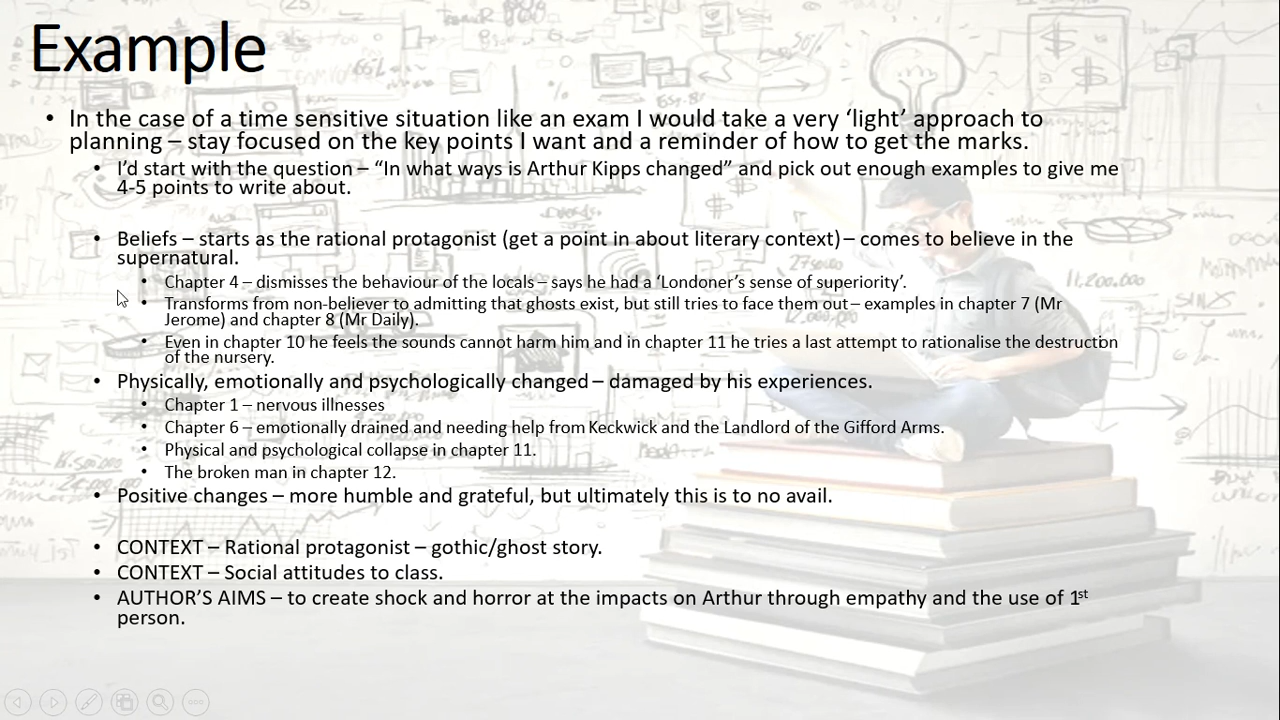 Example
• In the case of a time sensitive situation like an exam I would take a very ‘light’ approach to
planning – stay focused on the key points I want and a reminder of how to get the marks.
• I’d start with the question – “In what ways is Arthur Kipps changed” and pick out enough examples to give me
4-5 points to write about.
• Beliefs – starts as the rational protagonist (get a point in about literary context) – comes to believe in the
supernatural.
• Chapter 4 – dismisses the behaviour of the locals – says he had a ‘Londoner’s sense of superiority’.
• Transforms from non-believer to admitting that ghosts exist, but still tries to face them out – examples in chapter 7 (Mr
Jerome) and chapter 8 (Mr Daily).
• Even in chapter 10 he feels the sounds cannot harm him and in chapter 11 he tries a last attempt to rationalise the destruction
of the nursery.
• Physically, emotionally and psychologically changed – damaged by his experiences.
• Chapter 1 – nervous illnesses
• Chapter 6 – emotionally drained and needing help from Keckwick and the Landlord of the Gifford Arms.
• Physical and psychological collapse in chapter 11.
• The broken man in chapter 12.
• Positive changes – more humble and grateful, but ultimately this is to no avail.
• CONTEXT – Rational protagonist – gothic/ghost story.
• CONTEXT – Social attitudes to class.
• AUTHOR’S AIMS – to create shock and horror at the impacts on Arthur through empathy and the use of 1st
person.